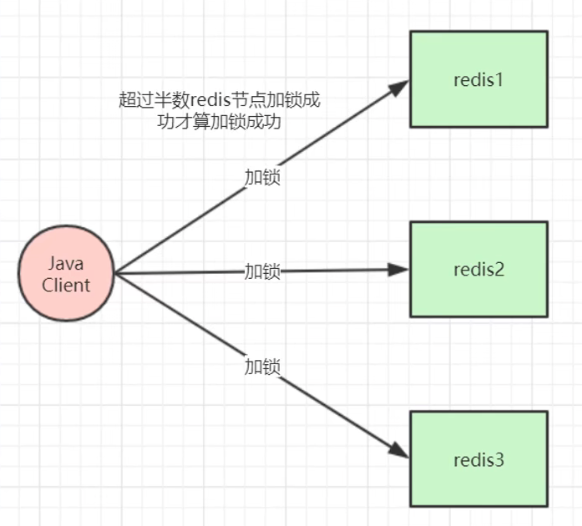 redis1
超过半数redis节点加锁成
功才算加锁成功
加锁
Java
Client
加锁
redis2
加锁
redis3